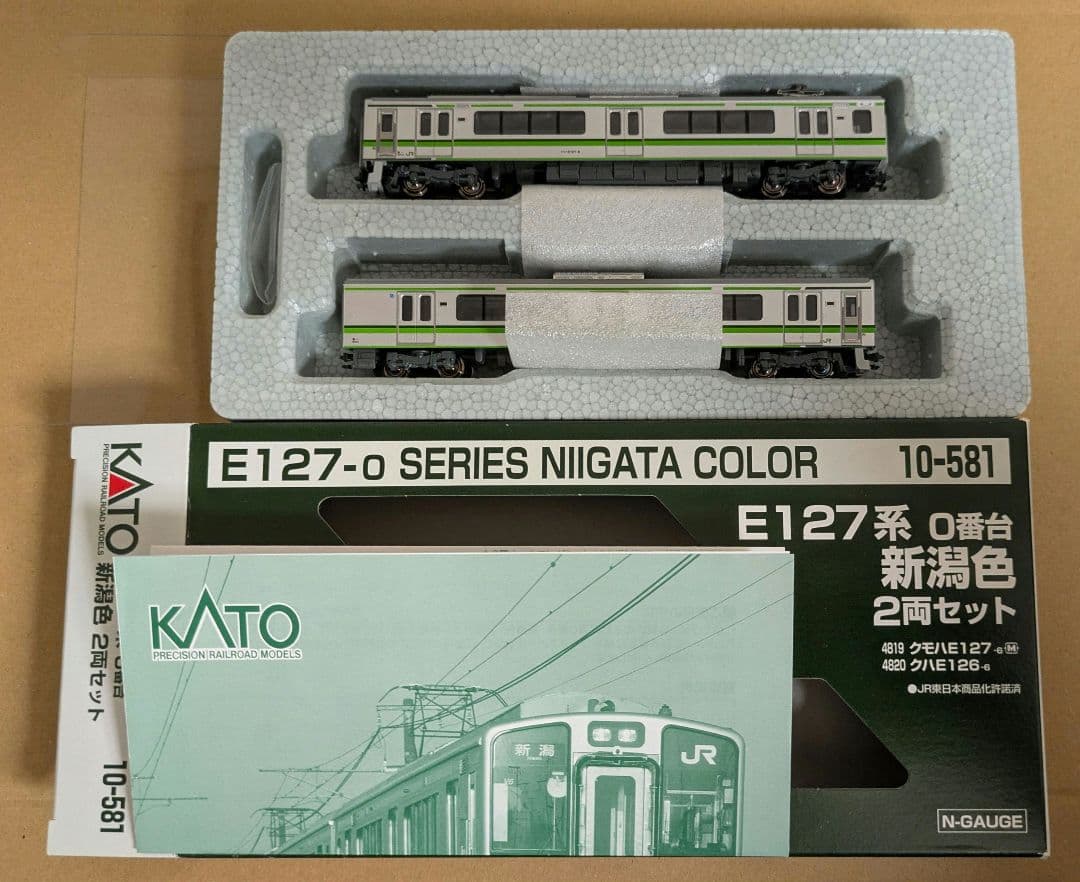 E127-0 SERIES NIIGATA COLOR 10-581
E127系 0番台
新潟色
2両セット
4819 クモハE127-6 M
4820 クハE126-6
●JR東日本商品化許諾済
N-GAUGE
KATO
PRECISION RAILROAD MODELS
新潟色 2両セット
10-581
KATO
PRECISION RAILROAD MODELS
新潟
JR
JR
JR